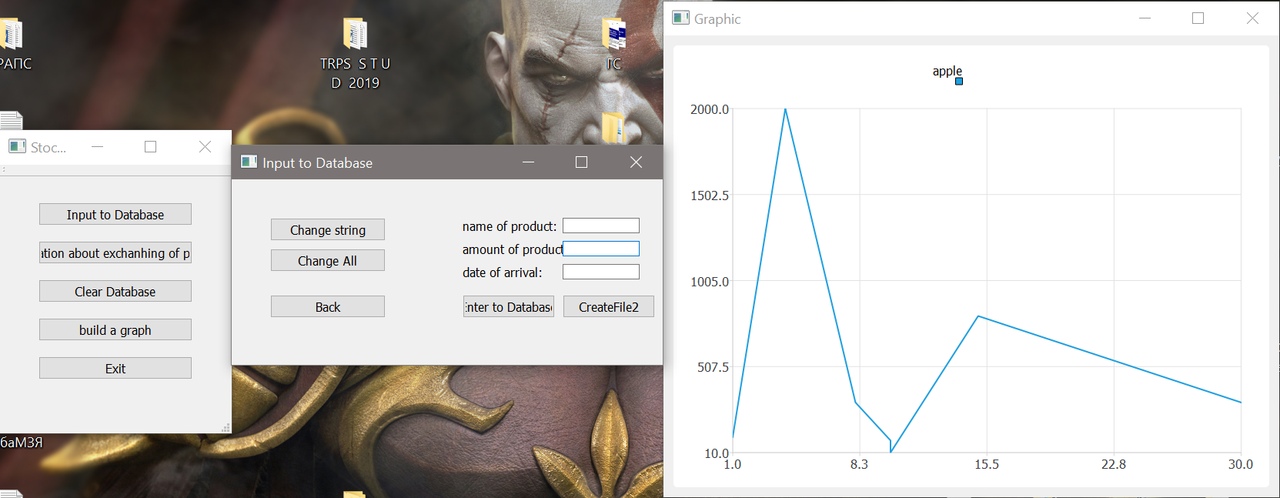 РАПС
TRPS S T U
D 2019
ГС
Stoc...
Input to Database
ation about exchanhing of p
Clear Database
build a graph
Exit
6аМЗЯ
Input to Database
Change string
Change All
Back
name of product:
amount of product
date of arrival:
Enter to Database
CreateFile2
Graphic
apple
2000.0
1502.5
1005.0
507.5
10.0
1.0 8.3 15.5 22.8 30.0